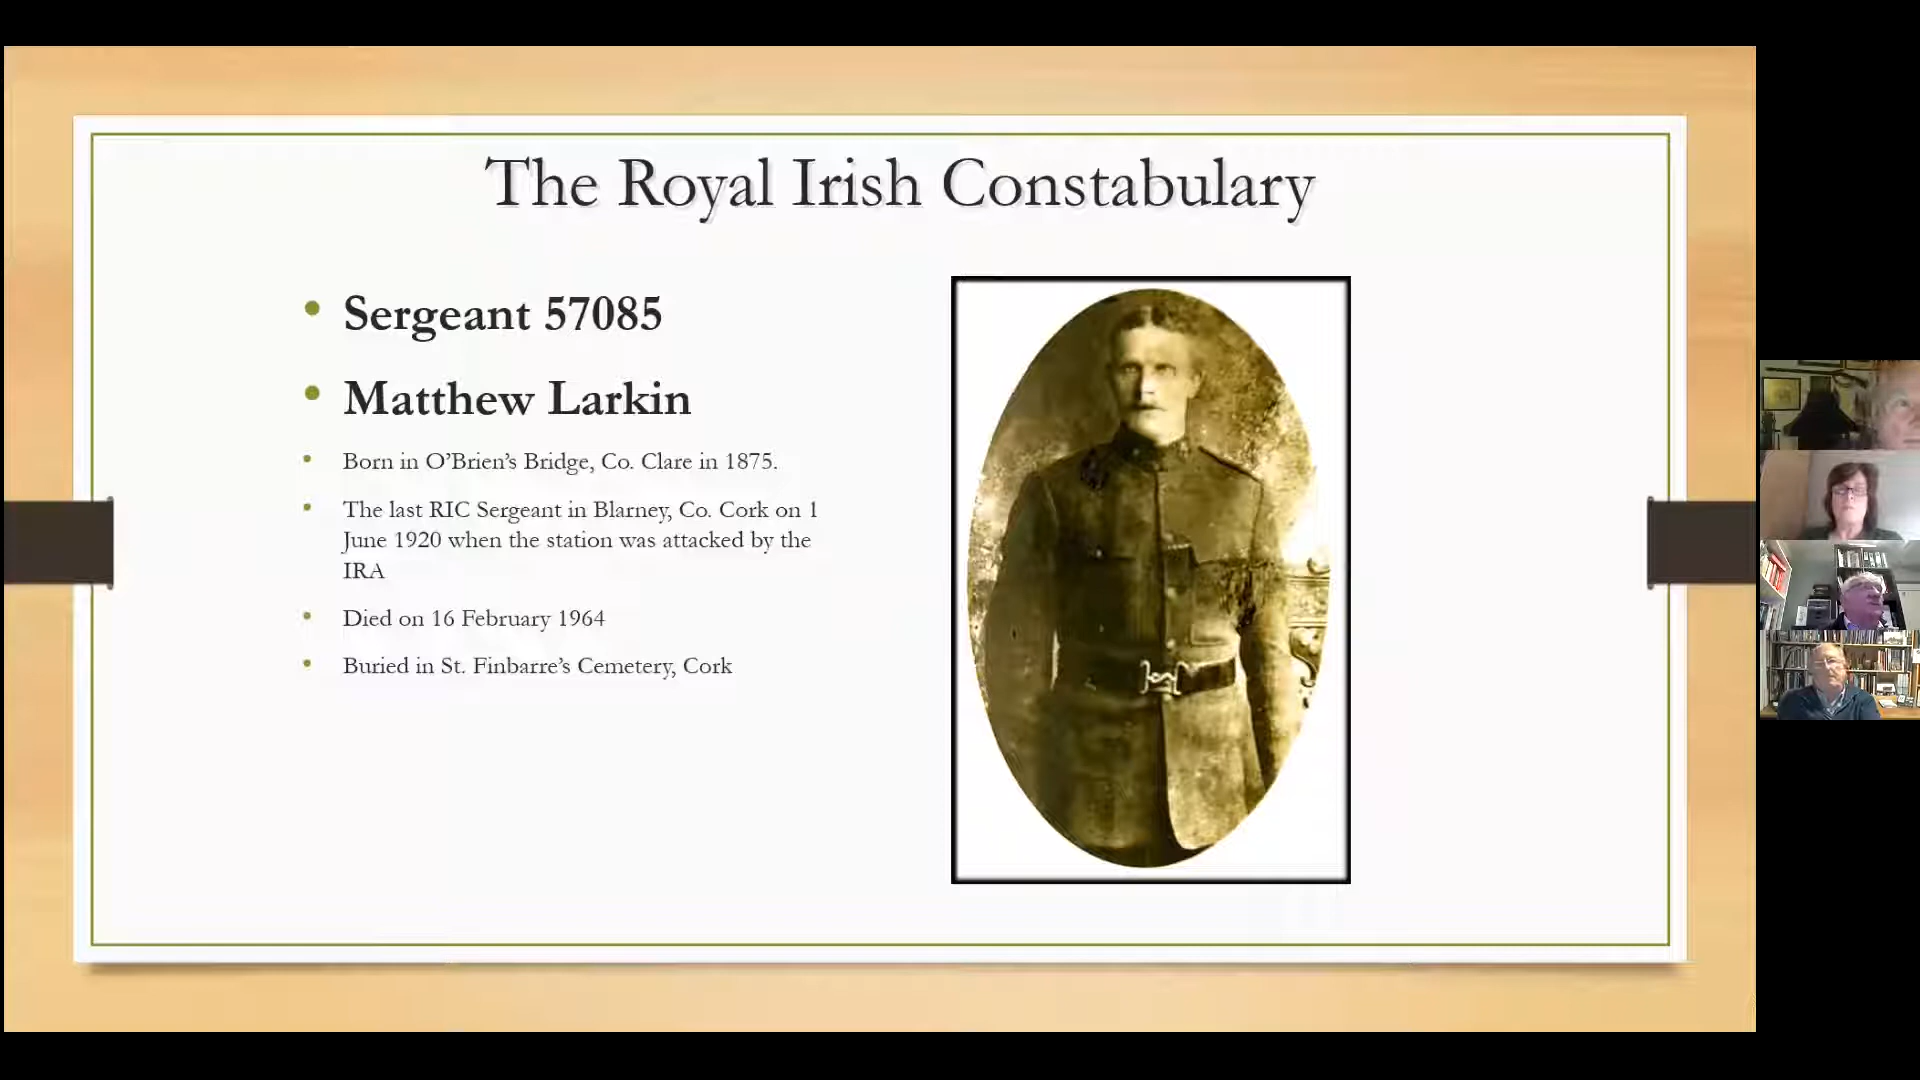 The Royal Irish Constabulary
• Sergeant 57085
• Matthew Larkin
• Born in O’Brien’s Bridge, Co. Clare in 1875.
• The last RIC Sergeant in Blarney, Co. Cork on 1
June 1920 when the station was attacked by the
IRA
• Died on 16 February 1964
• Buried in St. Finbarre’s Cemetery, Cork